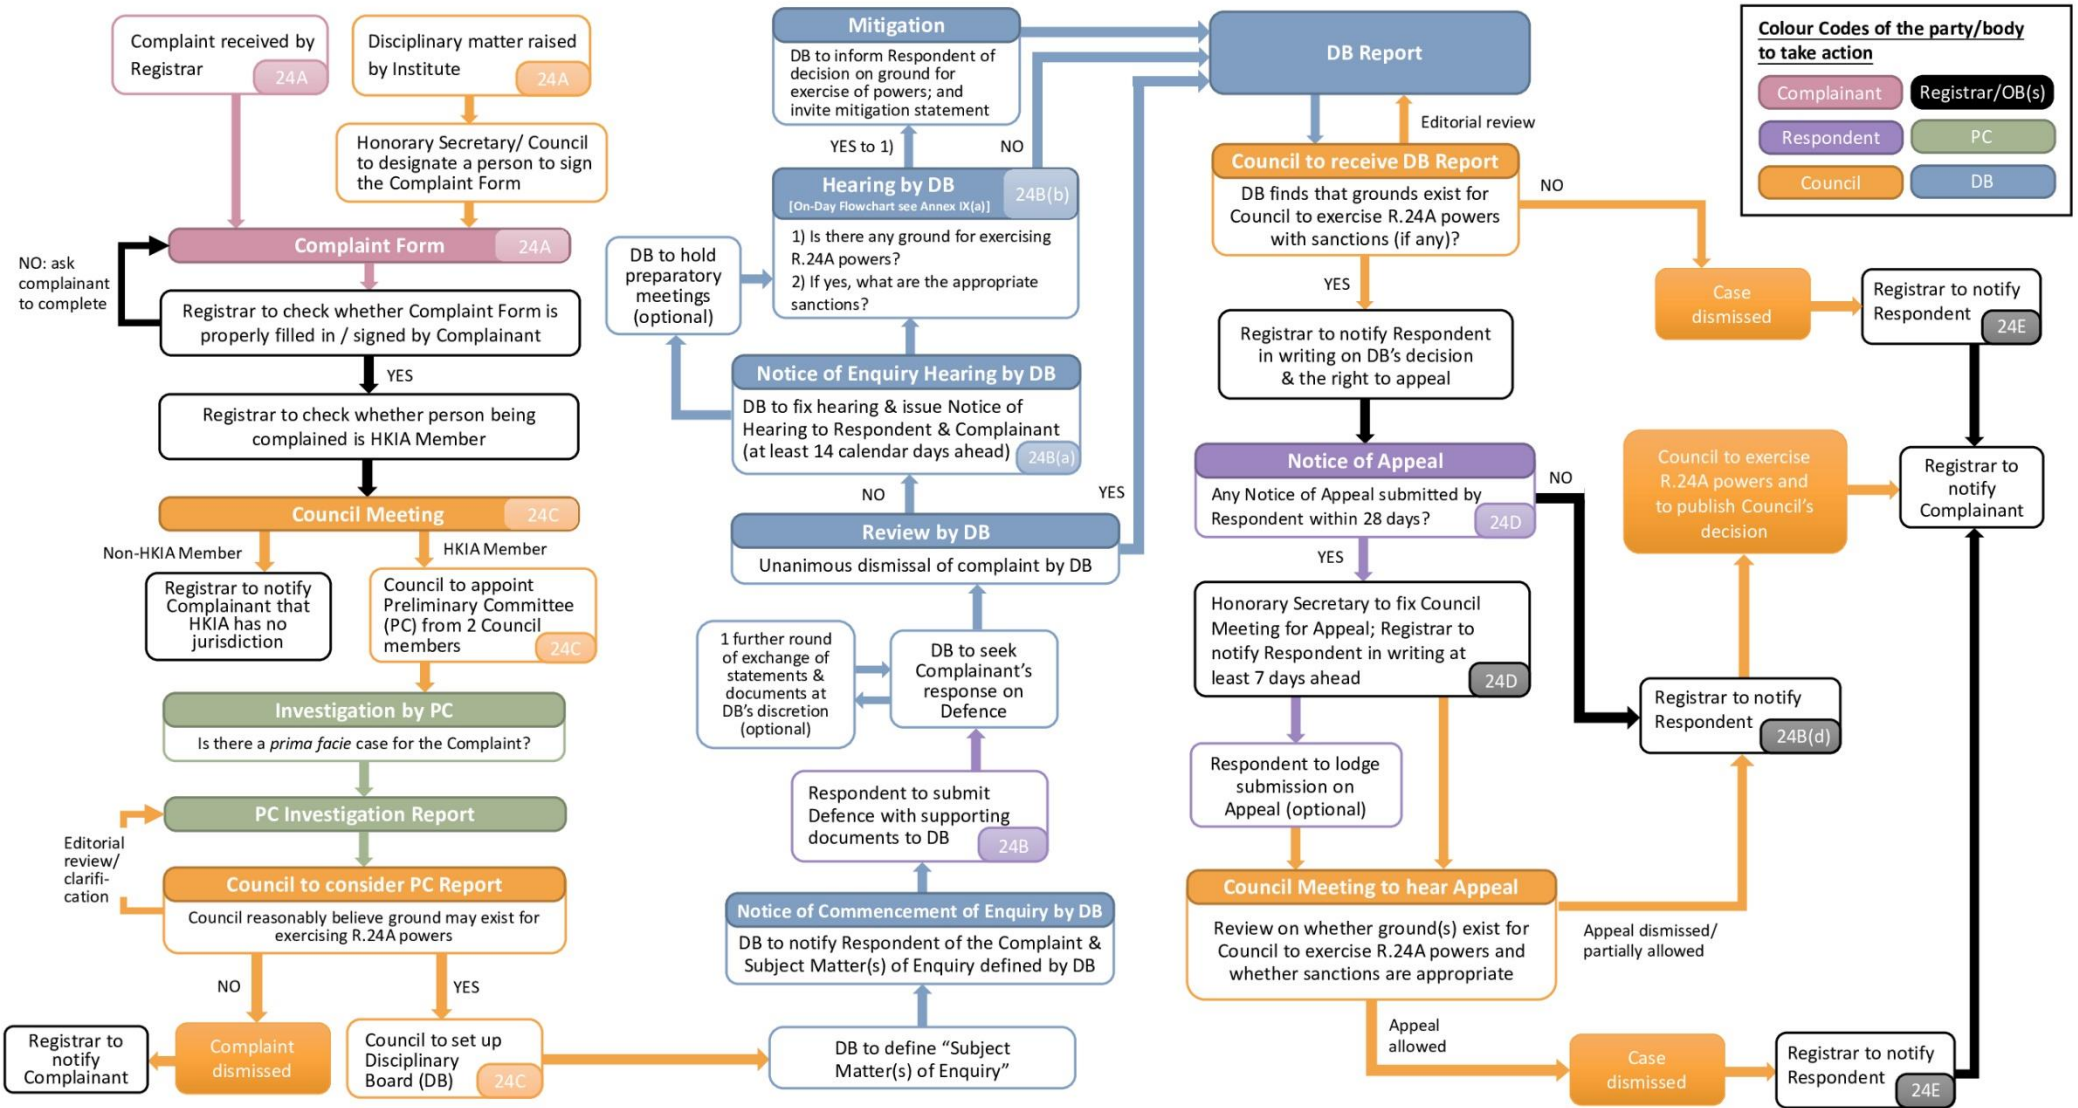 Complaint received by
Registrar
24A
Disciplinary matter raised
by Institute
24A
Honorary Secretary/ Council
to designate a person to sign
the Complaint Form
Complaint Form
24A
NO: ask
complainant
to complete
Registrar to check whether Complaint Form is
properly filled in / signed by Complainant
YES
Registrar to check whether person being
complained is HKIA Member
Council Meeting
24C
Non-HKIA Member
HKIA Member
Registrar to notify
Complainant that
HKIA has no
jurisdiction
Council to appoint
Preliminary Committee
(PC) from 2 Council
members
24C
Investigation by PC
Is there a prima facie case for the Complaint?
PC Investigation Report
Editorial
review/
clarifi-
cation
Council to consider PC Report
Council reasonably believe ground may exist for
exercising R.24A powers
NO
YES
Registrar to
notify
Complainant
Complaint
dismissed
Council to set up
Disciplinary
Board (DB)
24C
Mitigation
DB to inform Respondent of
decision on ground for
exercise of powers; and
invite mitigation statement
YES to 1)
NO
Hearing by DB
[On-Day Flowchart see Annex IX(a)]
24B(b)
1) Is there any ground for exercising
R.24A powers?
2) If yes, what are the appropriate
sanctions?
DB to hold
preparatory
meetings
(optional)
Notice of Enquiry Hearing by DB
DB to fix hearing & issue Notice of
Hearing to Respondent & Complainant
(at least 14 calendar days ahead)
24B(a)
NO
YES
Review by DB
Unanimous dismissal of complaint by DB
1 further round
of exchange of
statements &
documents at
DB's discretion
(optional)
DB to seek
Complainant's
response on
Defence
Respondent to submit
Defence with supporting
documents to DB
24B
Notice of Commencement of Enquiry by DB
DB to notify Respondent of the Complaint &
Subject Matter(s) of Enquiry defined by DB
DB to define “Subject
Matter(s) of Enquiry”
DB Report
Editorial review
Council to receive DB Report
DB finds that grounds exist for
Council to exercise R.24A powers
with sanctions (if any)?
NO
YES
Registrar to notify Respondent
in writing on DB's decision
& the right to appeal
Notice of Appeal
Any Notice of Appeal submitted by
Respondent within 28 days?
24D
NO
YES
Honorary Secretary to fix Council
Meeting for Appeal; Registrar to
notify Respondent in writing at
least 7 days ahead
24D
Respondent to lodge
submission on
Appeal (optional)
Council Meeting to hear Appeal
Review on whether ground(s) exist for
Council to exercise R.24A powers and
whether sanctions are appropriate
Appeal dismissed/
partially allowed
Appeal
allowed
Case
dismissed
Registrar to notify
Respondent
24E
Colour Codes of the party/body
to take action
Complainant
Registrar/OB(s)
Respondent
PC
Council
DB
Case
dismissed
Registrar to notify
Respondent
24E
Council to exercise
R.24A powers and
to publish Council's
decision
Registrar to
notify
Complainant
Registrar to notify
Respondent
24B(d)